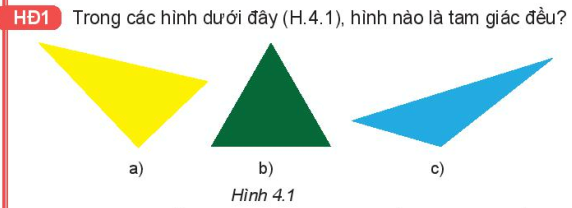 HĐ1 Trong các hình dưới đây (H.4.1), hình nào là tam giác đều?
a) b) c)
Hình 4.1